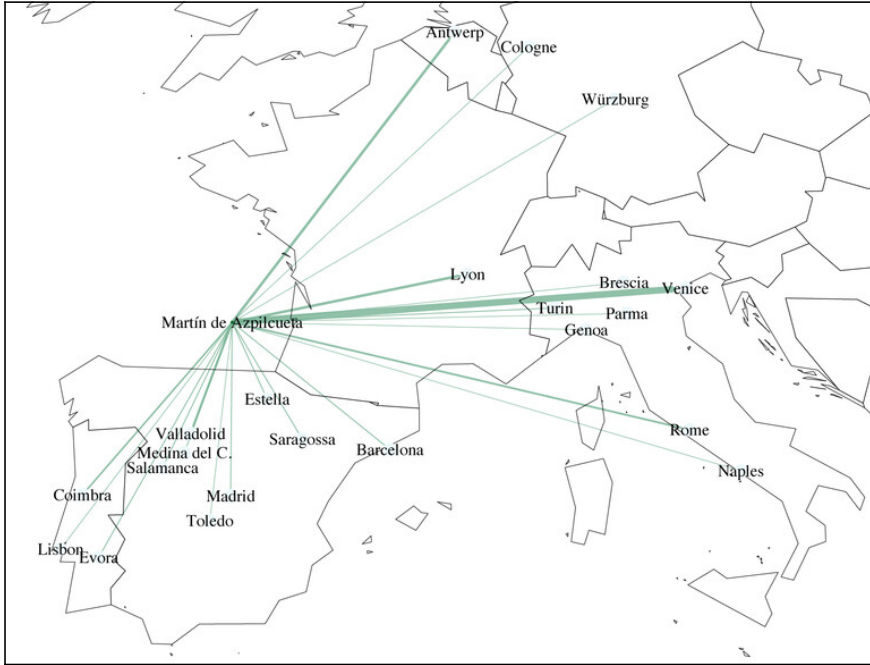 Antwerp
Cologne
Würzburg
Lyon
Brescia
Venice
Turin
Parma
Martín de Azpilcueta
Genoa
Estella
Rome
Valladolid
Saragossa
Barcelona
Medina del C.
Salamanca
Naples
Coimbra
Madrid
Toledo
Lisbon
Evora